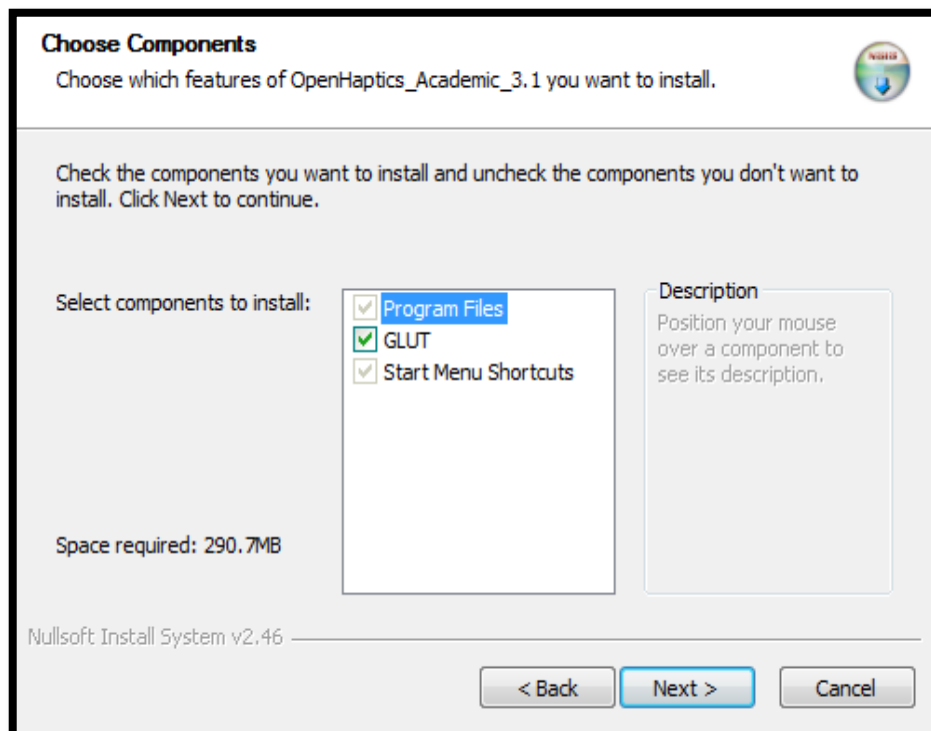 Choose Components
Choose which features of OpenHaptics_Academic_3.1 you want to install.
Check the components you want to install and uncheck the components you don't want to
install. Click Next to continue.
Select components to install:
Program Files
GLUT
Start Menu Shortcuts
Description
Position your mouse
over a component to
see its description.
Space required: 290.7MB
Nullsoft Install System v2.46
< Back
Next >
Cancel